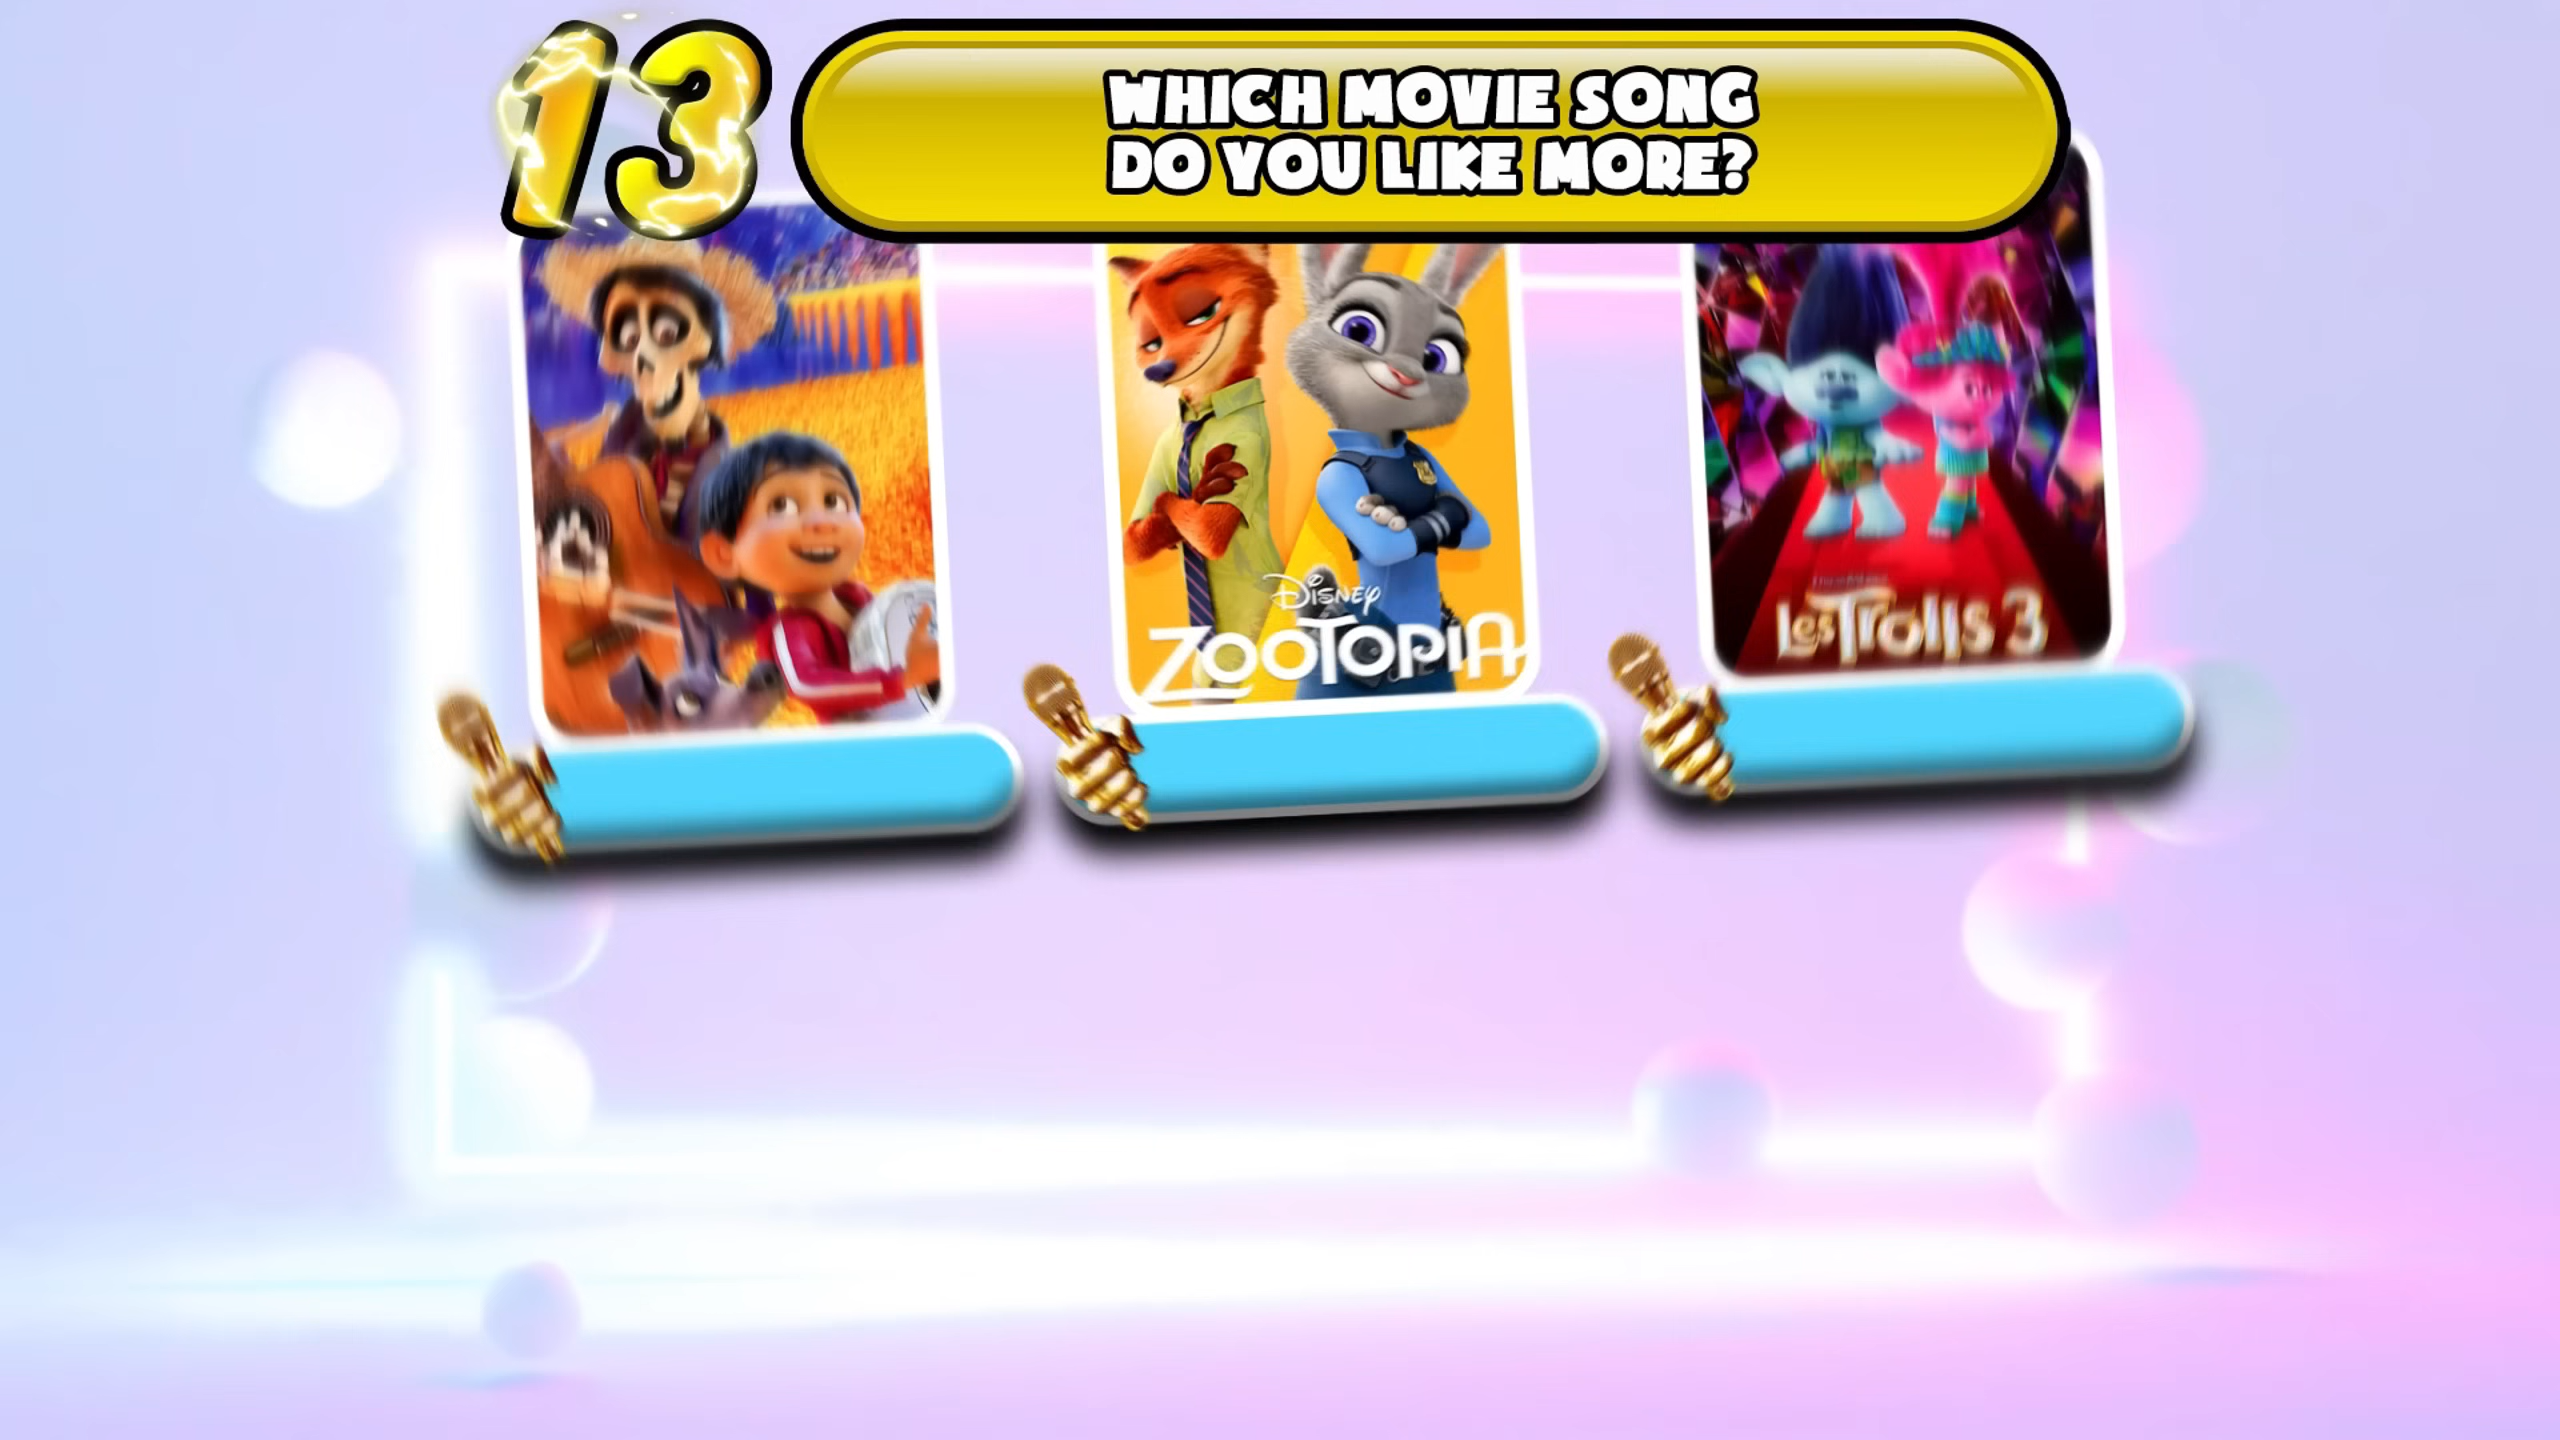 13
WHICH MOVIE SONG
DO YOU LIKE MORE?
DISNEY
ZOOTOPIA
Les Trolls 3